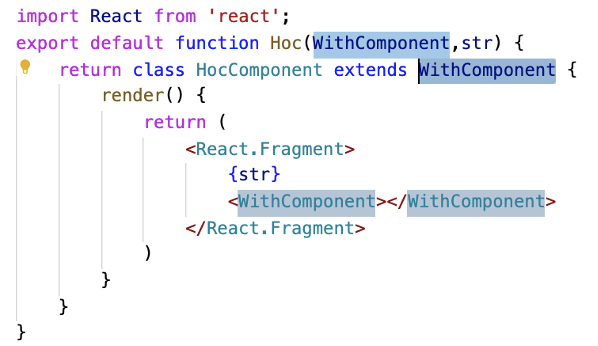 import React from 'react';
export default function Hoc(WithComponent,str) {
    return class HocComponent extends WithComponent {
        render() {
            return (
                <React.Fragment>
                    {str}
                    <WithComponent></WithComponent>
                </React.Fragment>
            )
        }
    }
}